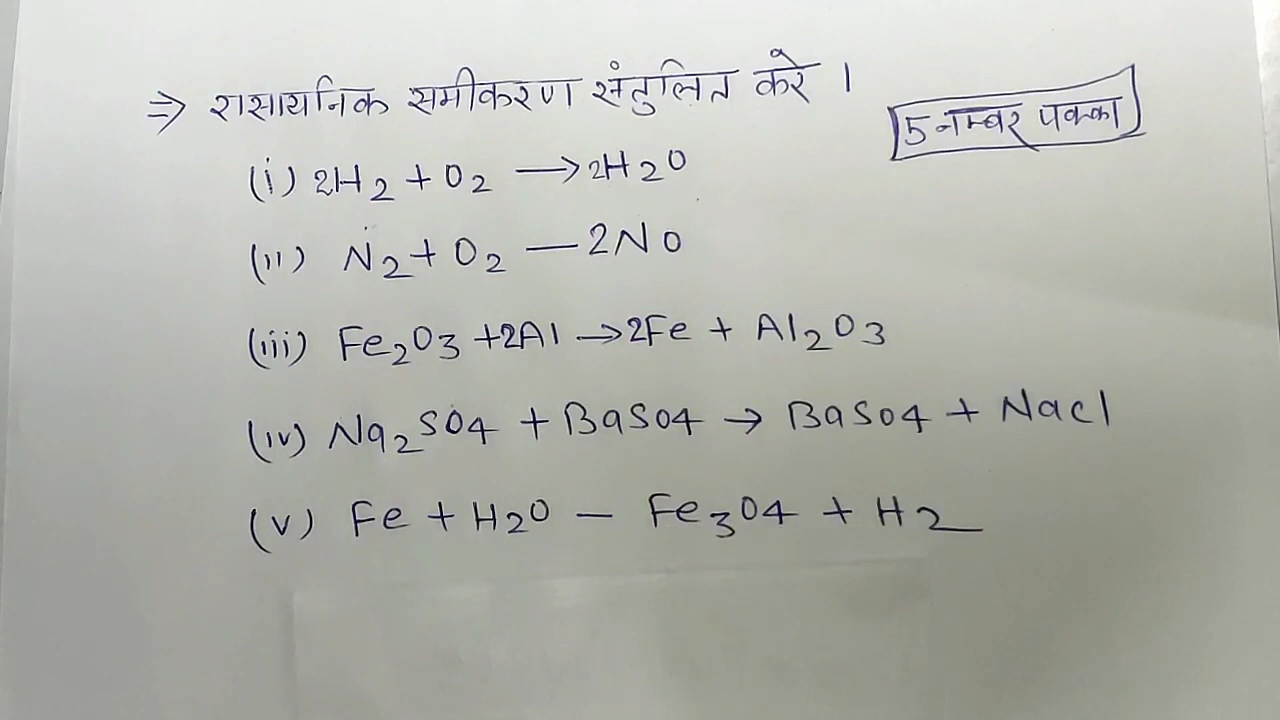 ⇒ रासायनिक समीकरण संतुलित करे ।
5 नम्बर पक्का
(i) 2H2 + O2 → 2H2O
(ii) N2 + O2 — 2NO
(iii) Fe2O3 + 2Al → 2Fe + Al2O3
(iv) Na2SO4 + BaSO4 → BaSO4 + Nacl
(v) Fe + H2O — Fe3O4 + H2